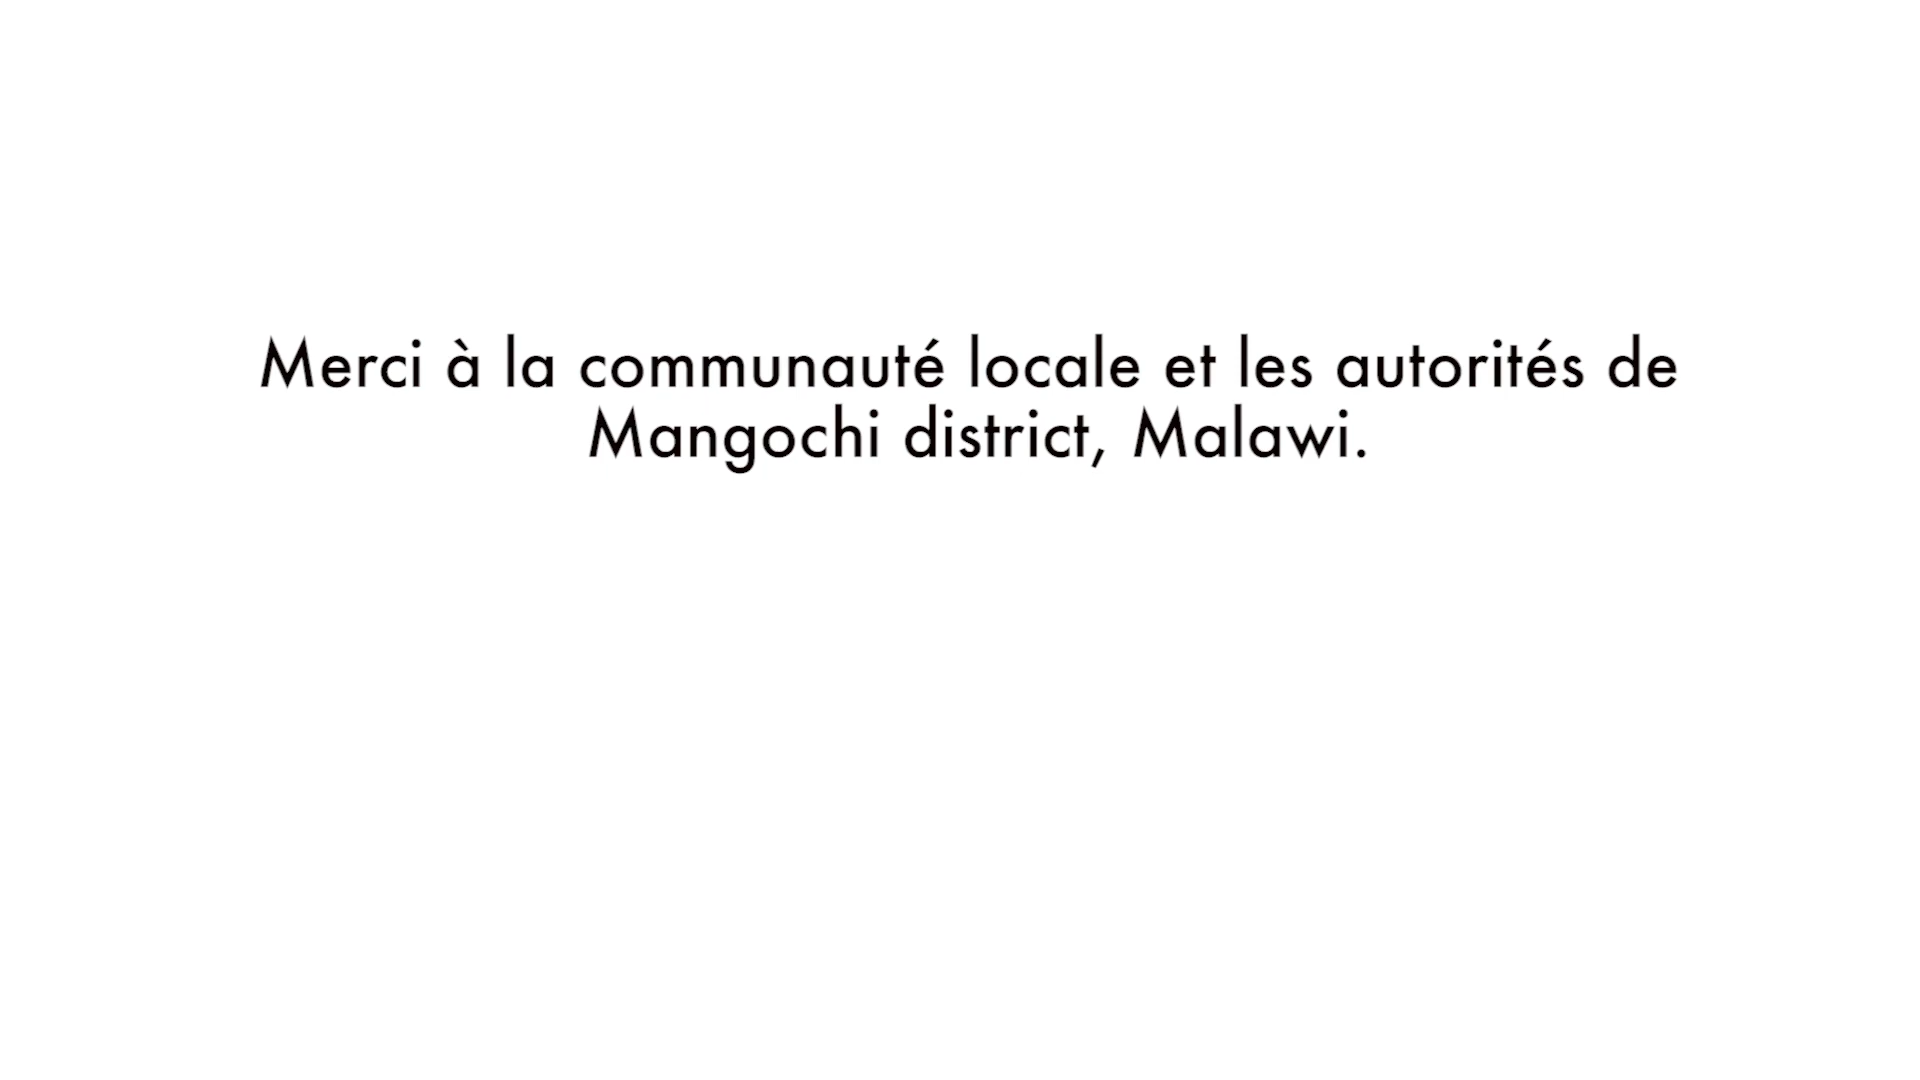 Merci à la communauté locale et les autorités de
Mangochi district, Malawi.